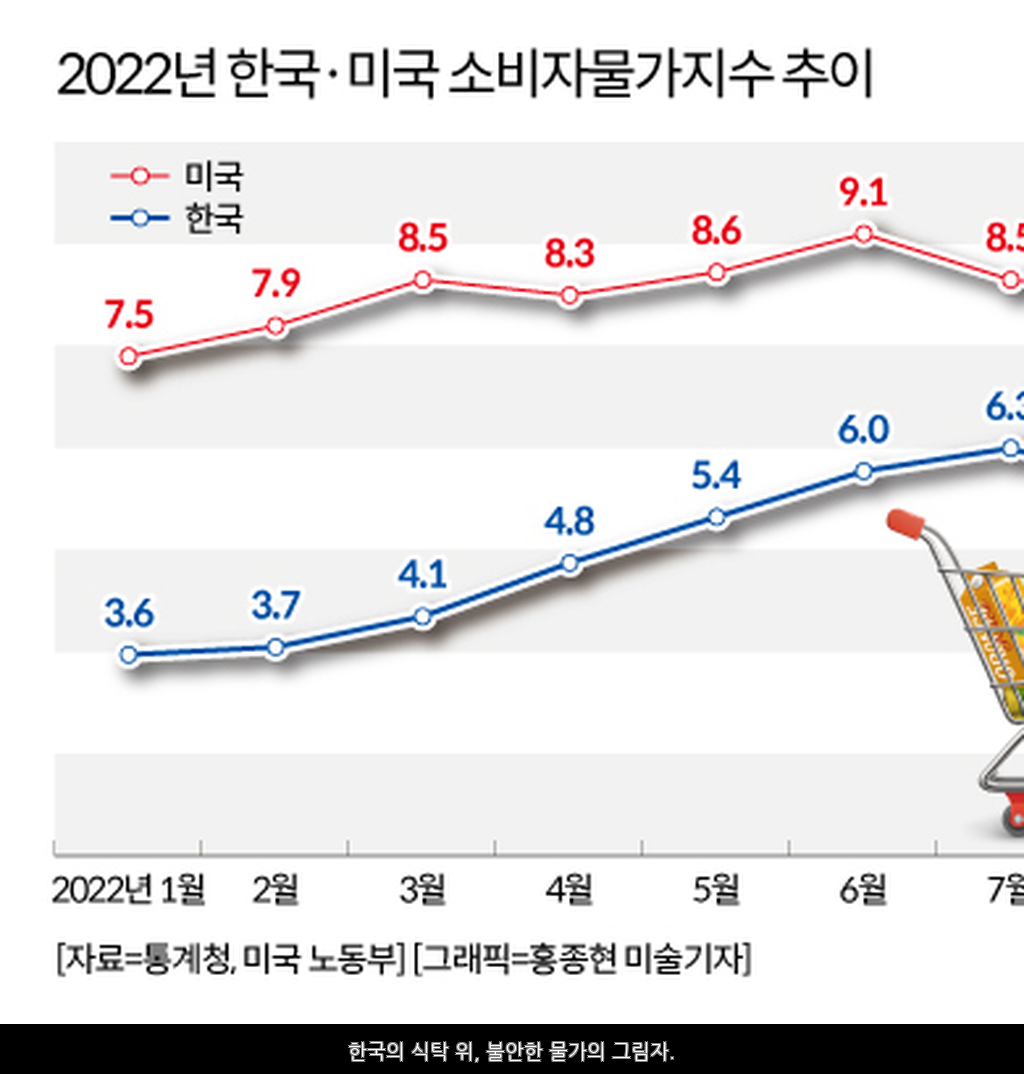 2022년 한국·미국 소비자물가지수 추이
미국
한국
7.5 7.9 8.5 8.3 8.6 9.1 8.5
3.6 3.7 4.1 4.8 5.4 6.0 6.3
2022년 1월 2월 3월 4월 5월 6월 7월
[자료=통계청, 미국 노동부] [그래픽=홍종현 미술기자]
한국의 식탁 위, 불안한 물가의 그림자.